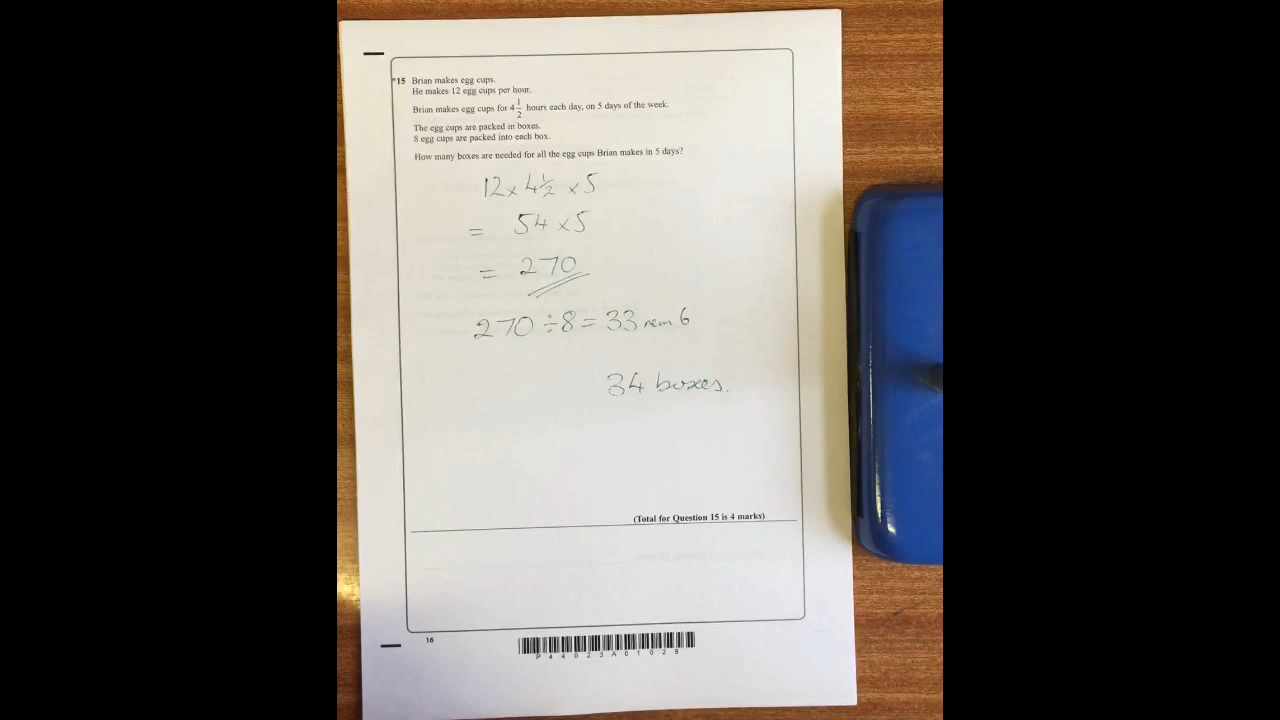 *15 Brian makes egg cups.
He makes 12 egg cups per hour.
Brian makes egg cups for 4 1/2 hours each day, on 5 days of the week.
The egg cups are packed in boxes.
8 egg cups are packed into each box.
How many boxes are needed for all the egg cups Brian makes in 5 days?
12 × 4 1/2 × 5
= 54 × 5
= 270
270 ÷ 8 = 33 rem 6
34 boxes.
(Total for Question 15 is 4 marks)
16
P44023A01628